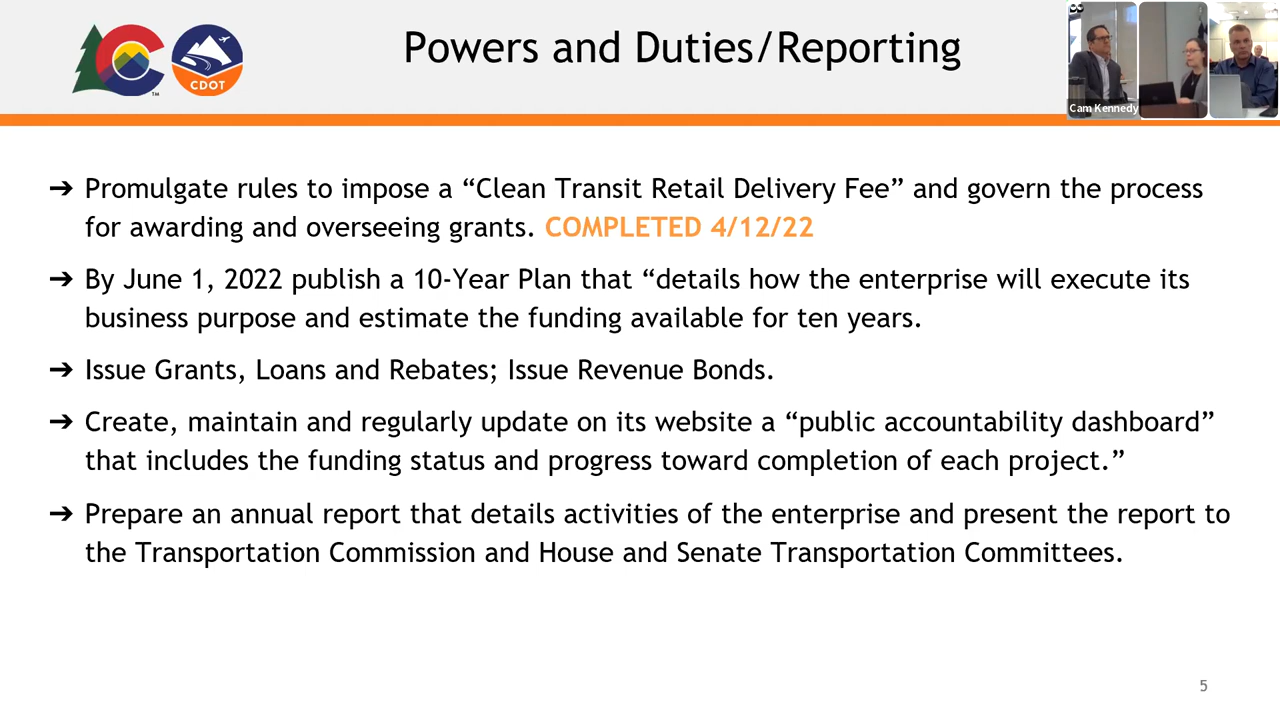 Powers and Duties/Reporting
CDOT
TM
Cam Kennedy
➔ Promulgate rules to impose a “Clean Transit Retail Delivery Fee” and govern the process
for awarding and overseeing grants. COMPLETED 4/12/22
➔ By June 1, 2022 publish a 10-Year Plan that “details how the enterprise will execute its
business purpose and estimate the funding available for ten years.
➔ Issue Grants, Loans and Rebates; Issue Revenue Bonds.
➔ Create, maintain and regularly update on its website a “public accountability dashboard”
that includes the funding status and progress toward completion of each project.”
➔ Prepare an annual report that details activities of the enterprise and present the report to
the Transportation Commission and House and Senate Transportation Committees.
5